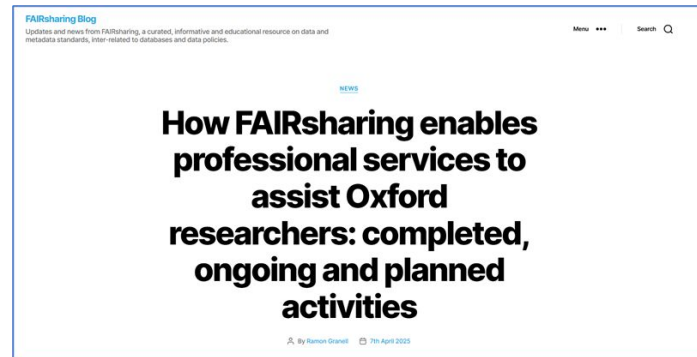 FAIRsharing Blog
Updates and news from FAIRsharing, a curated, informative and educational resource on data and
metadata standards, inter-related to databases and data policies.
Menu
Search
NEWS
How FAIRsharing enables
professional services to
assist Oxford
researchers: completed,
ongoing and planned
activities
By Ramon Granell 7th April 2025